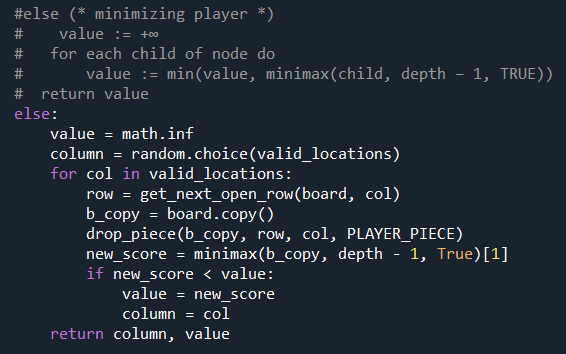 #else (* minimizing player *)
#    value := +∞
#   for each child of node do
#       value := min(value, minimax(child, depth − 1, TRUE))
#  return value
else:
    value = math.inf
    column = random.choice(valid_locations)
    for col in valid_locations:
        row = get_next_open_row(board, col)
        b_copy = board.copy()
        drop_piece(b_copy, row, col, PLAYER_PIECE)
        new_score = minimax(b_copy, depth - 1, True)[1]
        if new_score < value:
            value = new_score
            column = col
    return column, value